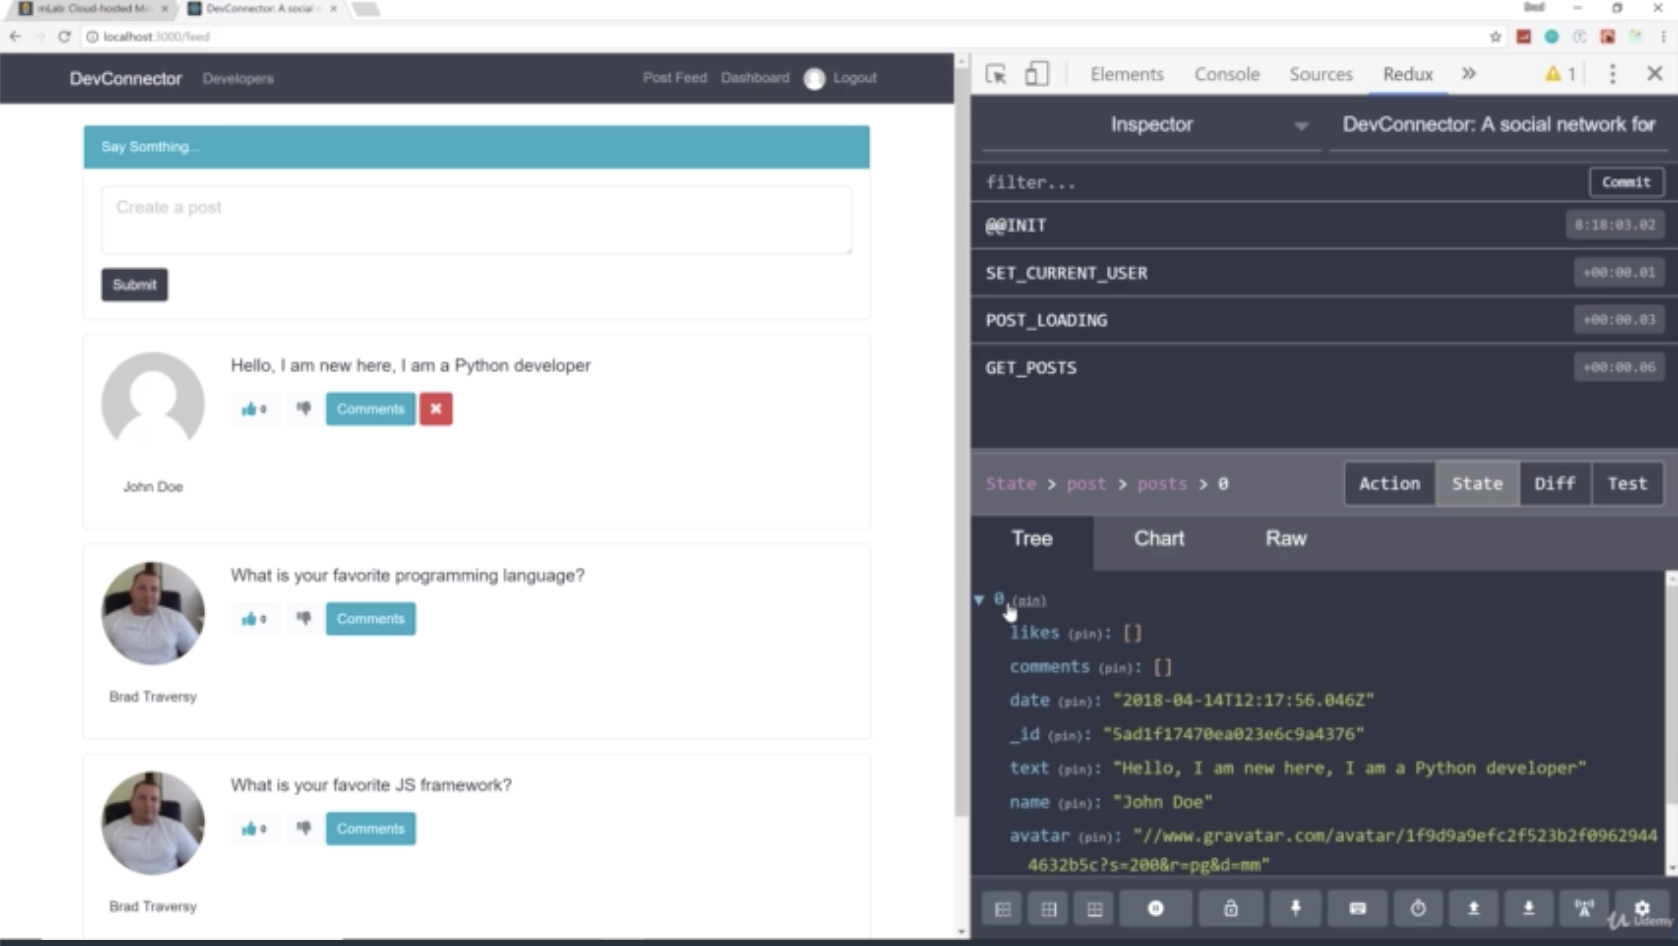 mLab: Cloud-hosted Mo
DevConnector: A social n
localhost:3000/feed
DevConnector
Developers
Post Feed
Dashboard
Logout
Say Somthing...
Create a post
Submit
Hello, I am new here, I am a Python developer
0
Comments
John Doe
What is your favorite programming language?
0
Comments
Brad Traversy
What is your favorite JS framework?
0
Comments
Brad Traversy
Elements
Console
Sources
Redux
1
Inspector
DevConnector: A social network for
filter...
Commit
@@INIT
8:18:03.02
SET_CURRENT_USER
+00:00.01
POST_LOADING
+00:00.03
GET_POSTS
+00:00.06
State > post > posts > 0
Action
State
Diff
Test
Tree
Chart
Raw
0 (pin)
likes (pin): []
comments (pin): []
date (pin): "2018-04-14T12:17:56.046Z"
_id (pin): "5ad1f17470ea023e6c9a4376"
text (pin): "Hello, I am new here, I am a Python developer"
name (pin): "John Doe"
avatar (pin): "//www.gravatar.com/avatar/1f9d9a9efc2f523b2f0962944
4632b5c?s=200&r=pg&d=mm"
Udemy